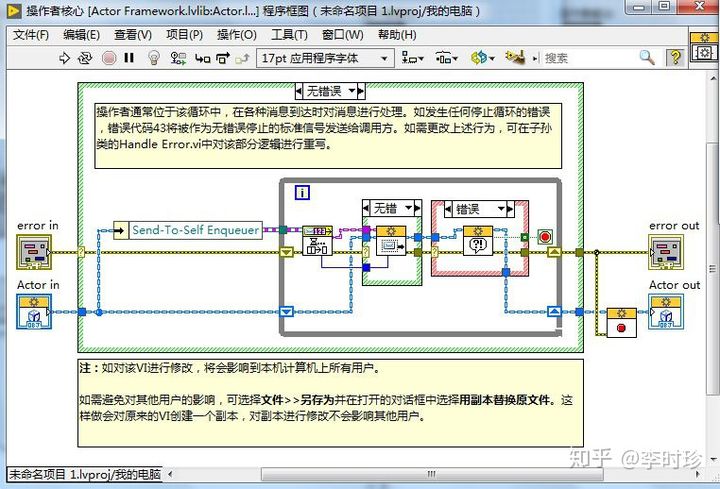 操作者核心 [Actor Framework.lvlib:Actor.l...] 程序框图（未命名项目 1.lvproj/我的电脑）
文件(F) 编辑(E) 查看(V) 项目(P) 操作(O) 工具(T) 窗口(W) 帮助(H)
17pt 应用程序字体
搜索
无错误
操作者通常位于该循环中，在各种消息到达时对消息进行处理。如发生任何停止循环的错误
，错误代码43将被作为无错误停止的标准信号发送给调用方。如需更改上述行为，可在子孙
类的Handle Error.vi中对该部分逻辑进行重写。
i
无错
错误
error in
Send-To-Self Enqueuer
error out
Actor in
Actor out
OBJ
OBJ
注：如对该VI进行修改，将会影响到本机计算机上所有用户。
如需避免对其他用户的影响，可选择文件>>另存为并在打开的对话框中选择用副本替换原文件。这
样做会对原来的VI创建一个副本，对副本进行修改不会影响其他用户。
未命名项目 1.lvproj/我的电脑
知乎 @李时珍